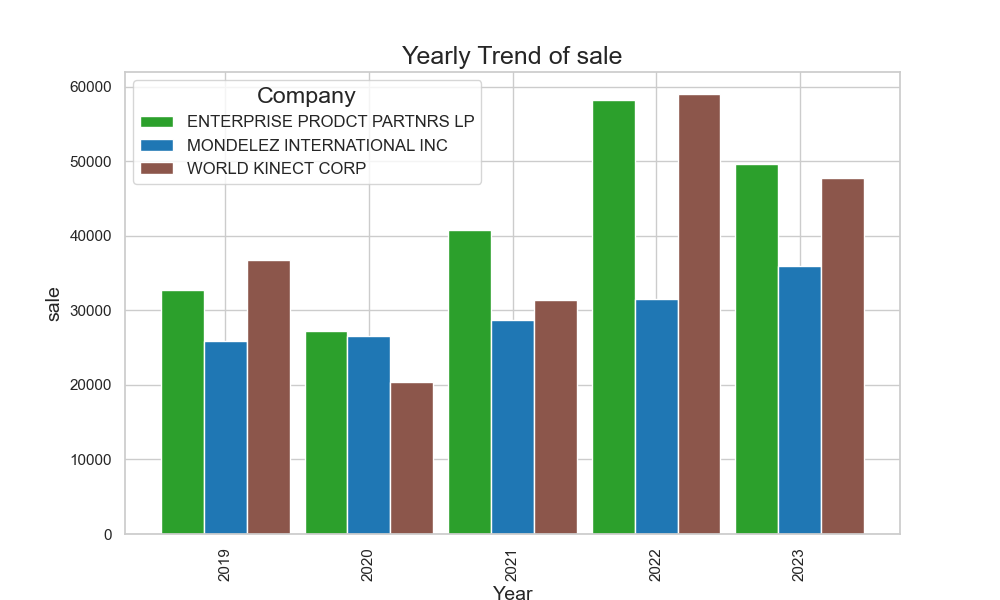 Yearly Trend of sale
Company
ENTERPRISE PRODCT PARTNRS LP
MONDELEZ INTERNATIONAL INC
WORLD KINECT CORP
60000
50000
40000
30000
20000
10000
0
sale
2019
2020
2021
2022
2023
Year